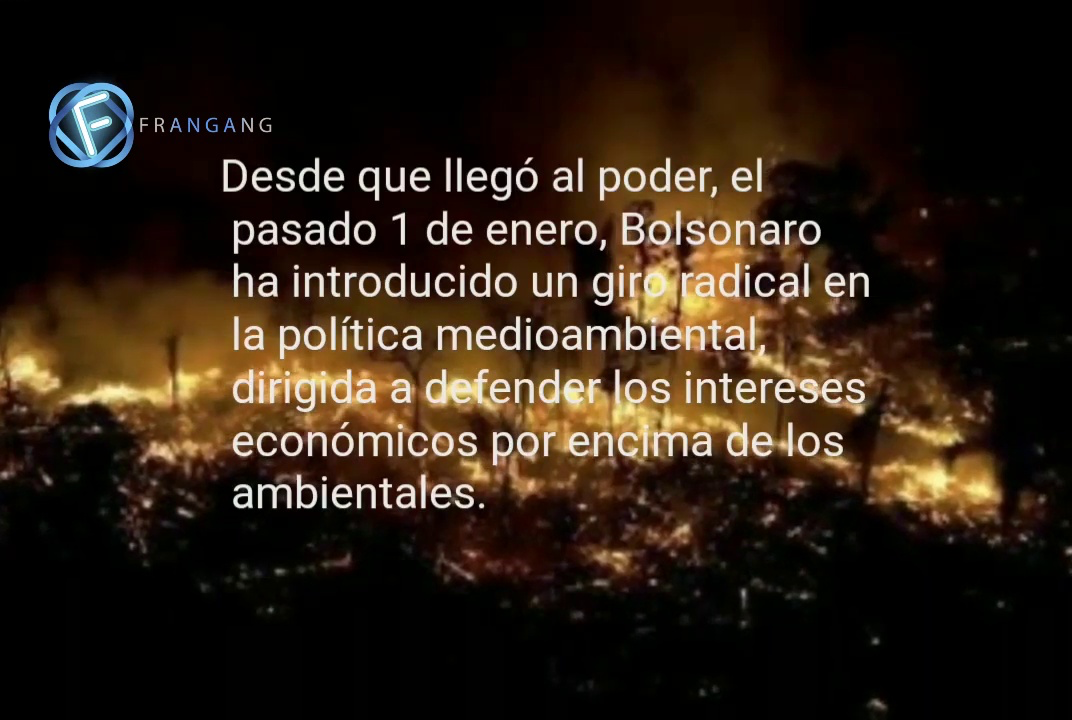 FRANGANG
Desde que llegó al poder, el
pasado 1 de enero, Bolsonaro
ha introducido un giro radical en
la política medioambiental,
dirigida a defender los intereses
económicos por encima de los
ambientales.